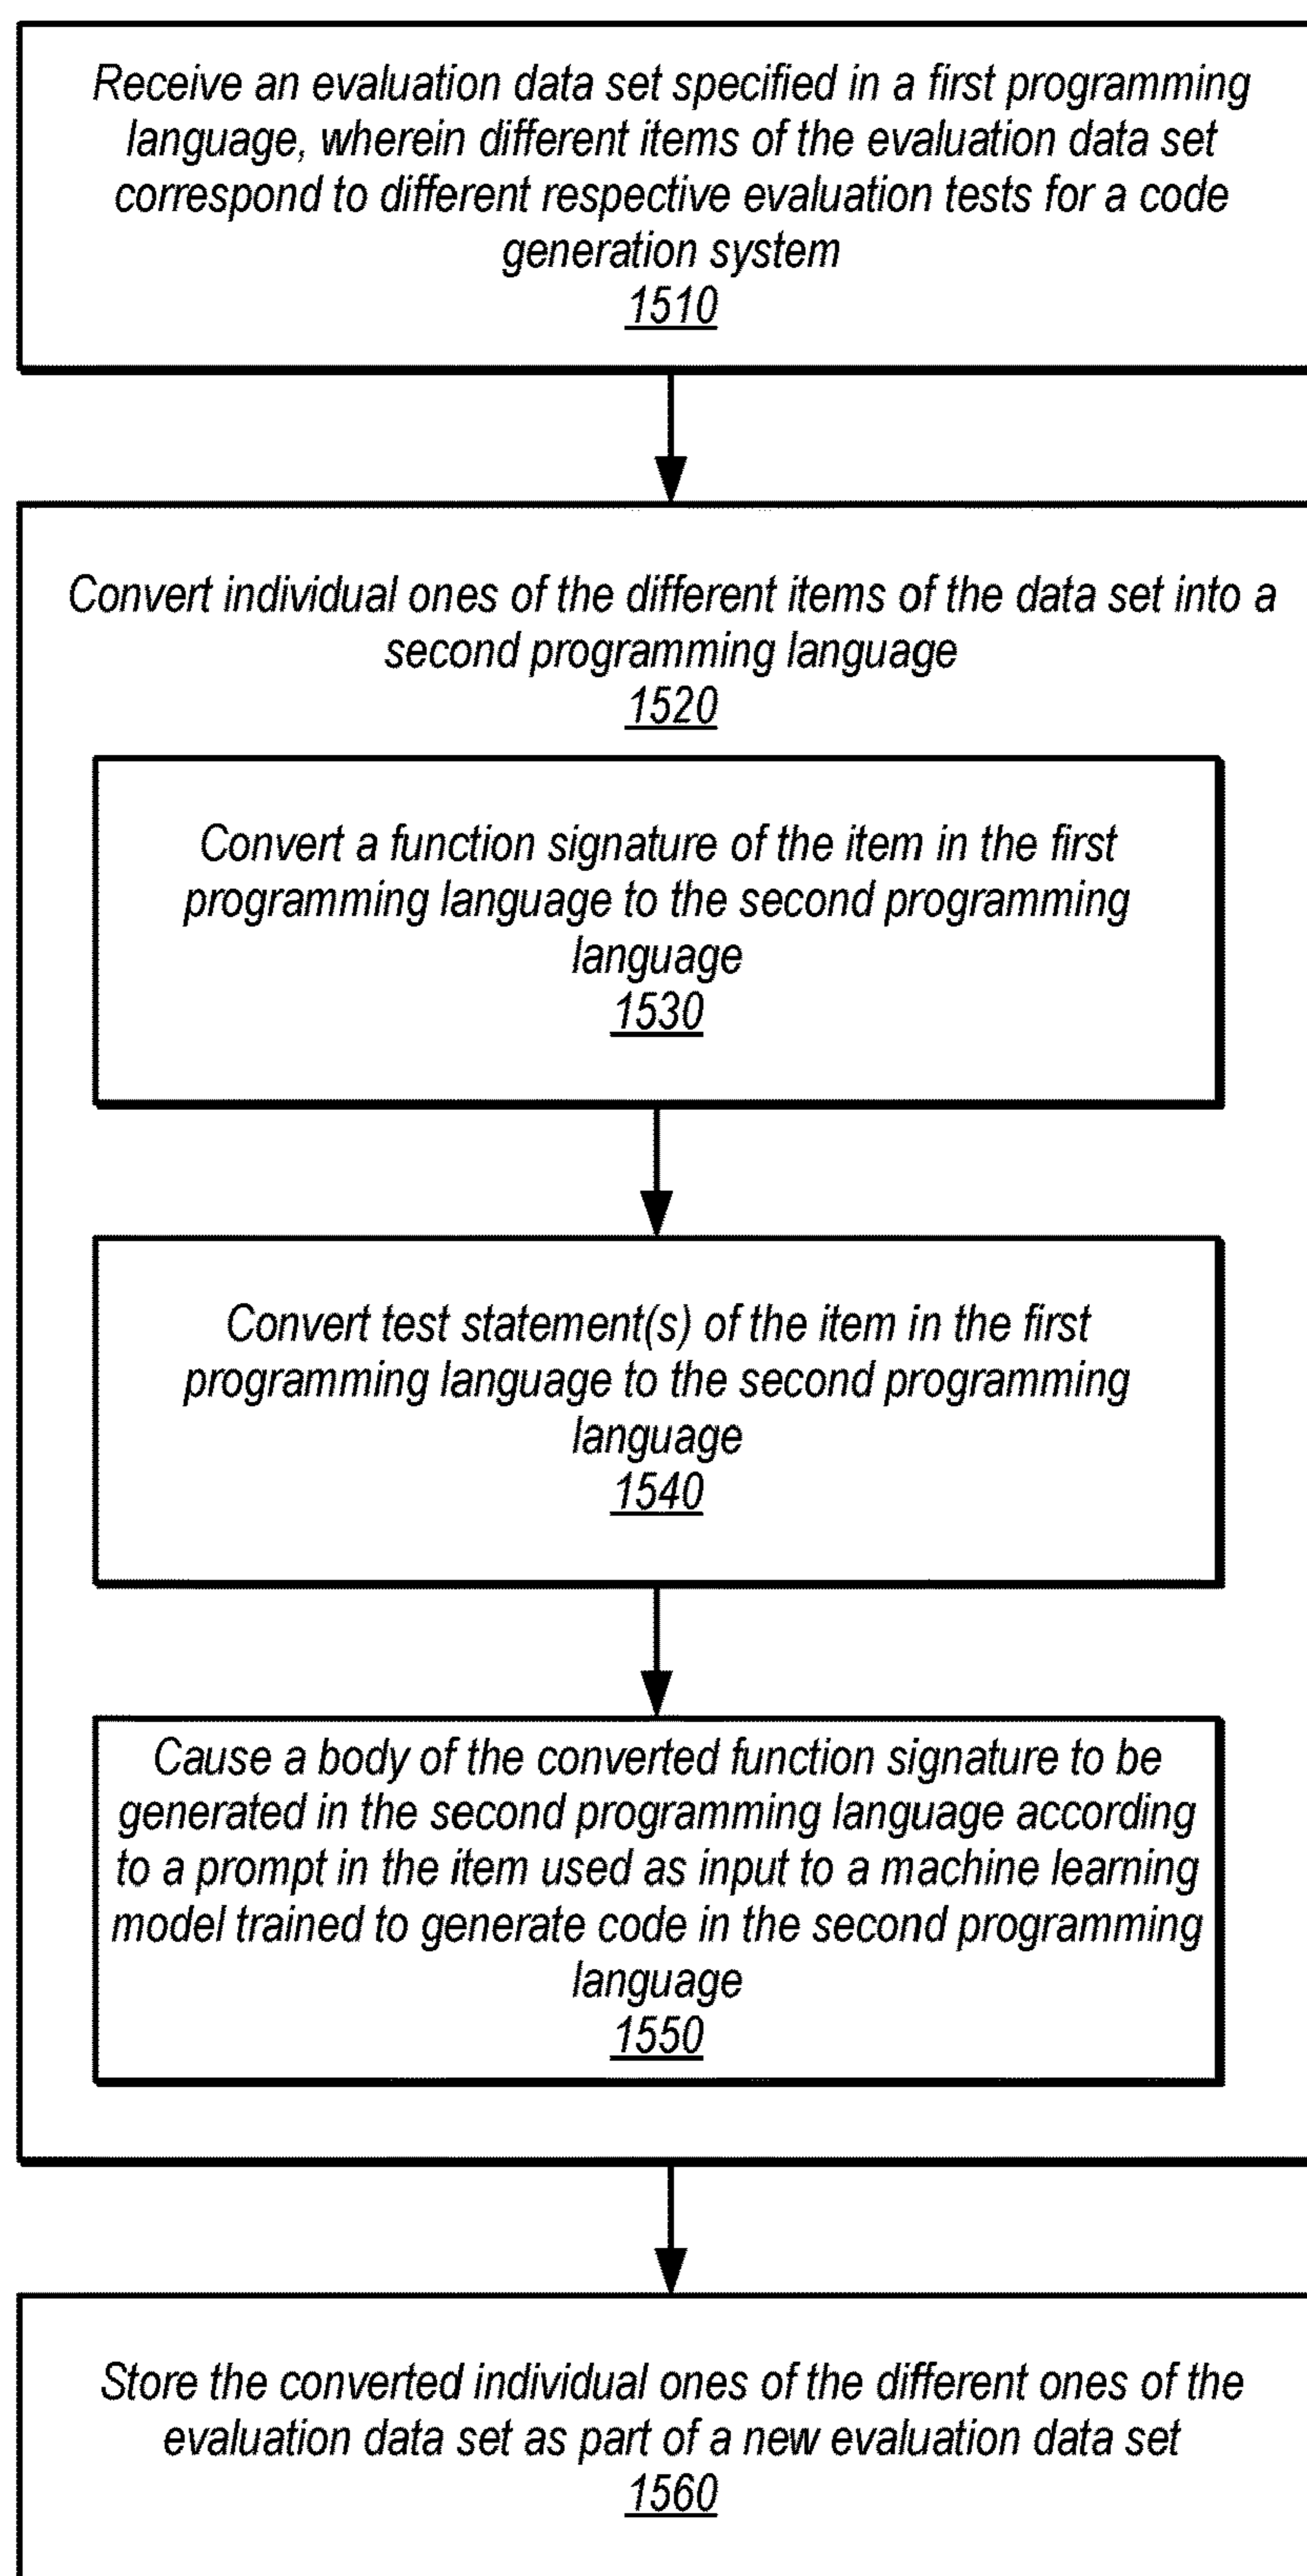 Receive an evaluation data set specified in a first programming
language, wherein different items of the evaluation data set
correspond to different respective evaluation tests for a code
generation system
1510
Convert individual ones of the different items of the data set into a
second programming language
1520
Convert a function signature of the item in the first
programming language to the second programming
language
1530
Convert test statement(s) of the item in the first
programming language to the second programming
language
1540
Cause a body of the converted function signature to be
generated in the second programming language according
to a prompt in the item used as input to a machine learning
model trained to generate code in the second programming
language
1550
Store the converted individual ones of the different ones of the
evaluation data set as part of a new evaluation data set
1560